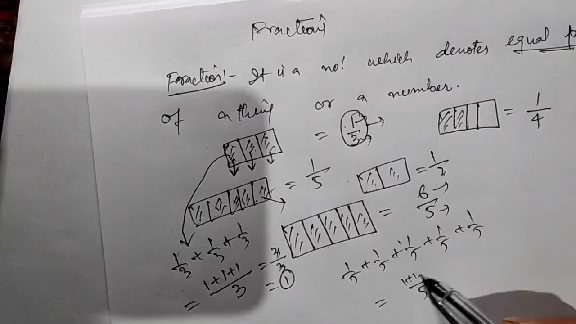 Fraction
Fraction:- It is a no! which denotes equal P
of a thing or a number.
= 1/3
= 1/4
= 1/5
= 1/2
= 5/5
1/3 + 1/3 + 1/3
= 1+1+1/3 = 3/3
= 1
1/5 + 1/5 + 1/5 + 1/5 + 1/5
= 1+1/5